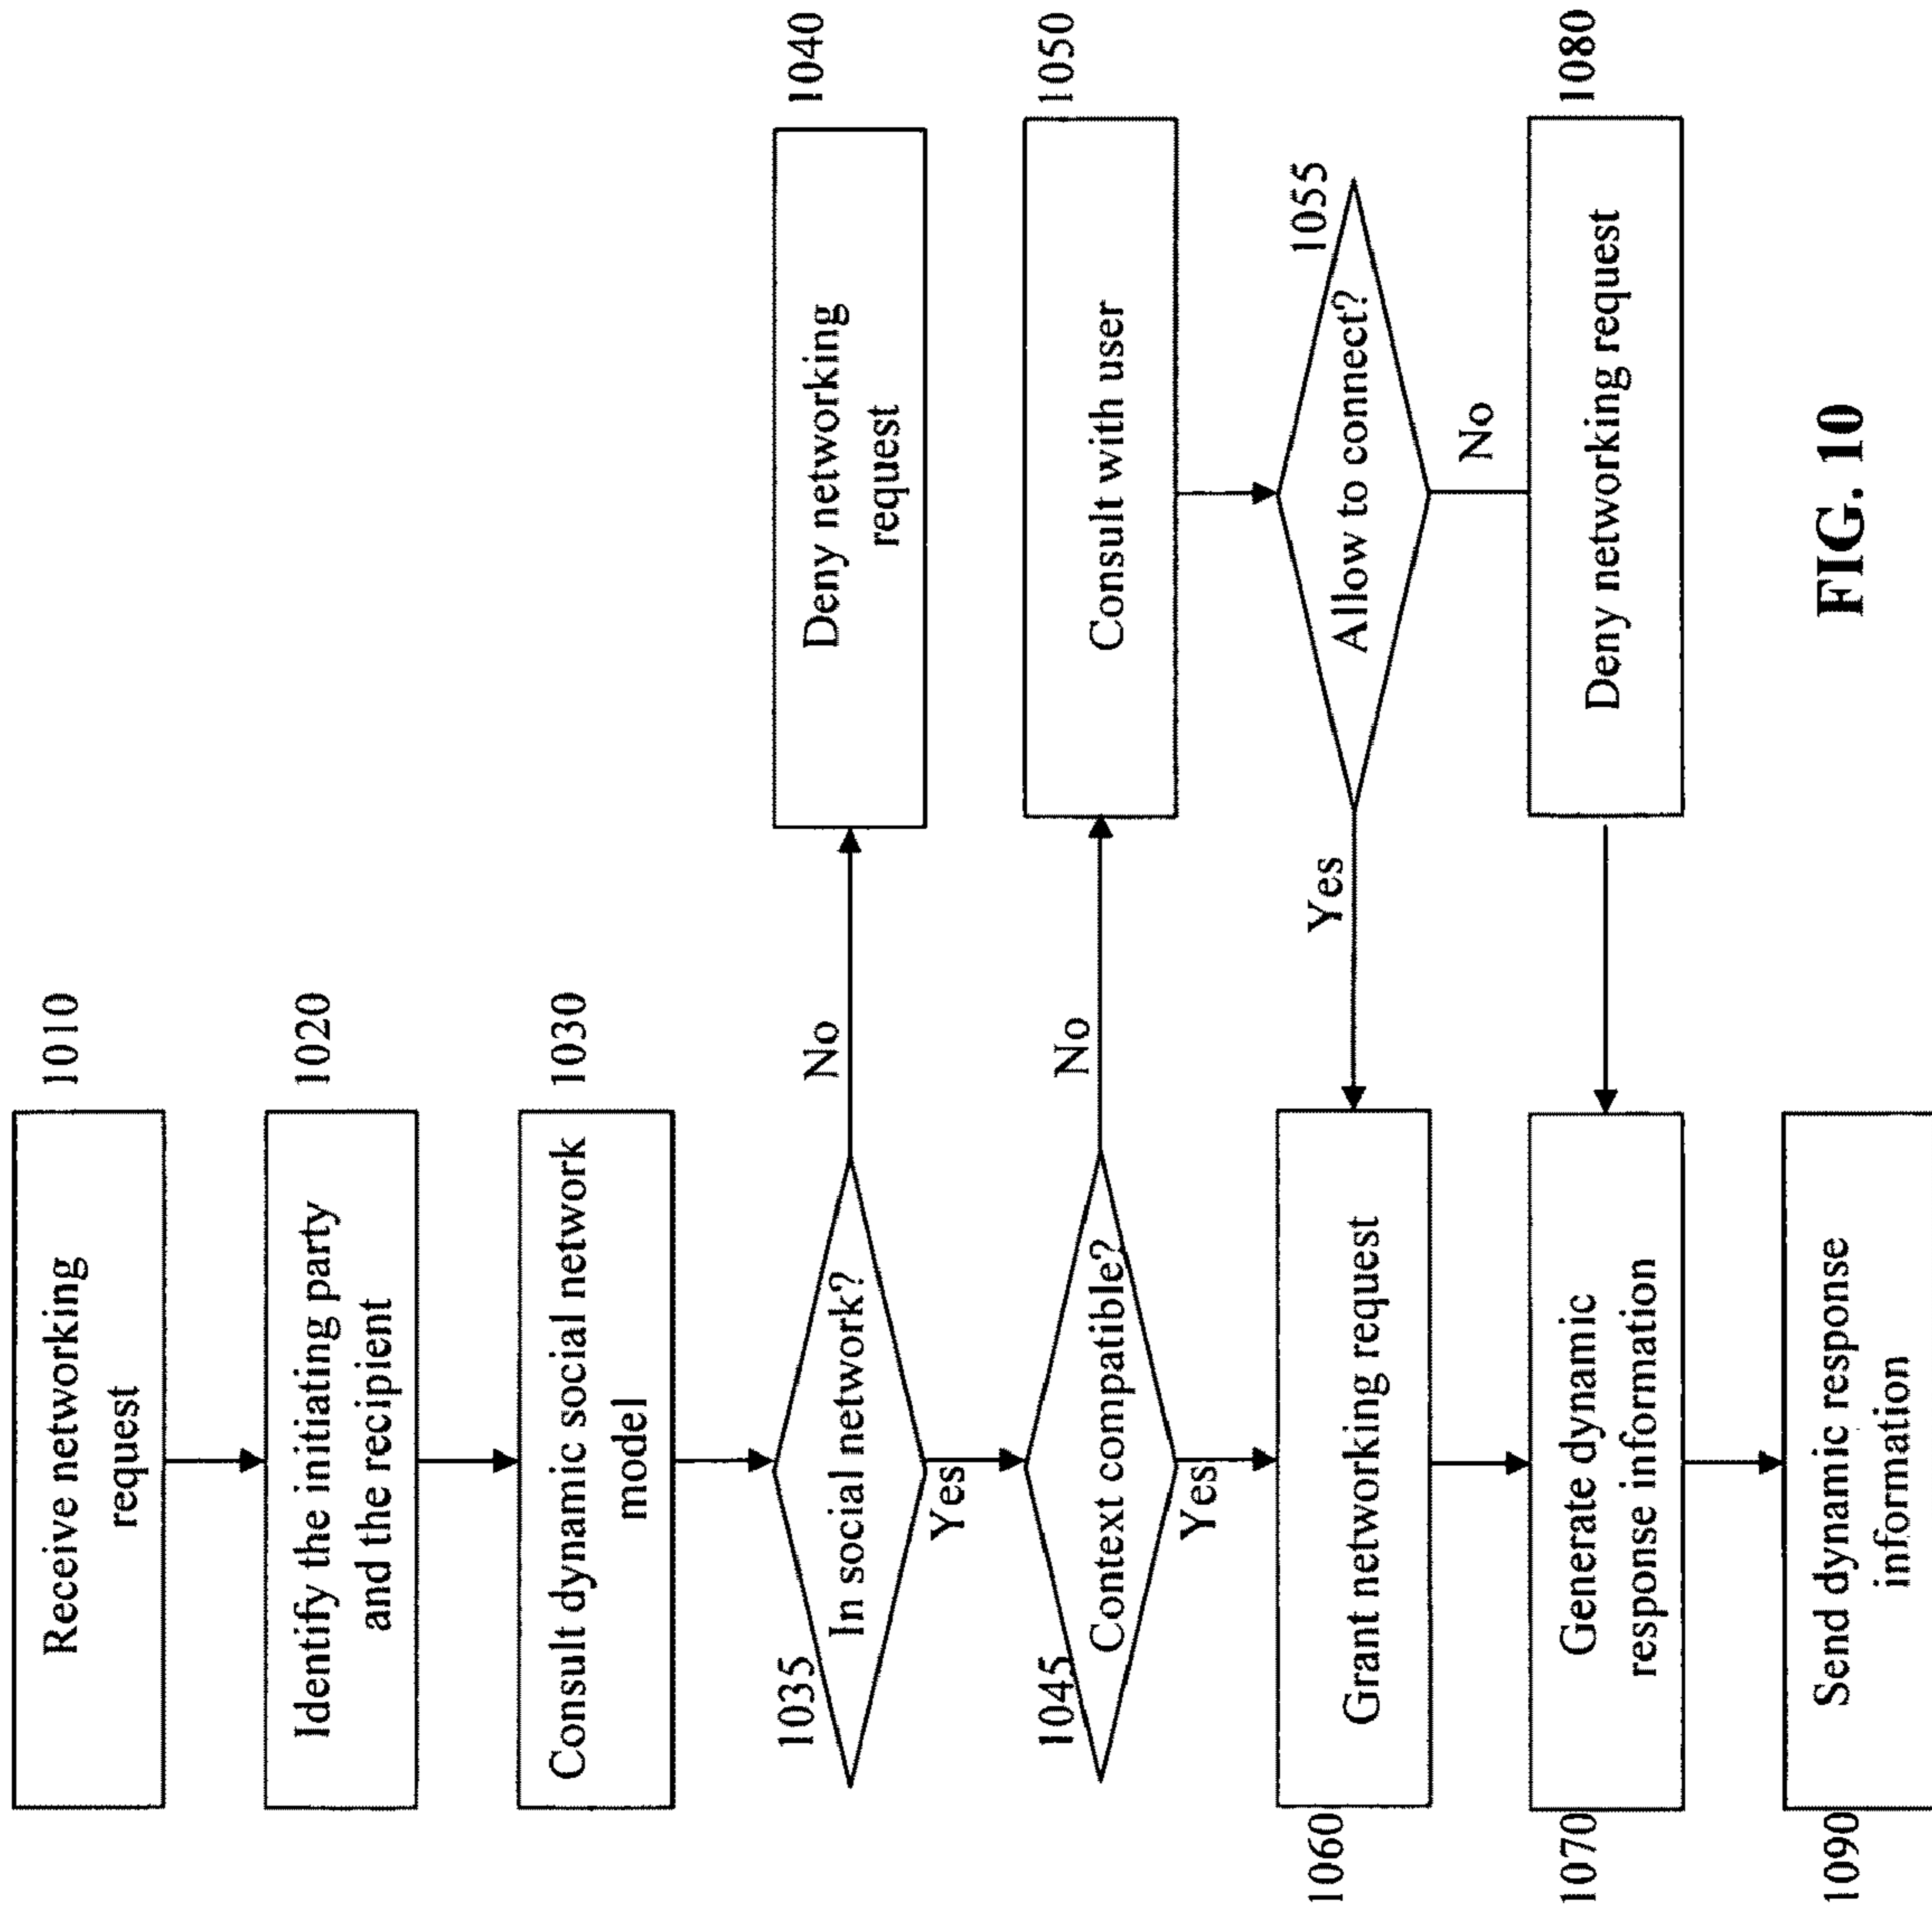 Receive networking
request
1010
Identify the initiating party
and the recipient
1020
Consult dynamic social network
model
1030
1035
In social network?
No
Yes
Deny networking
request
1040
1045
Context compatible?
No
Yes
Consult with user
1050
Allow to connect?
1055
Yes
No
1060
Grant networking request
Deny networking request
1080
1070
Generate dynamic
response information
1090
Send dynamic response
information
FIG. 10